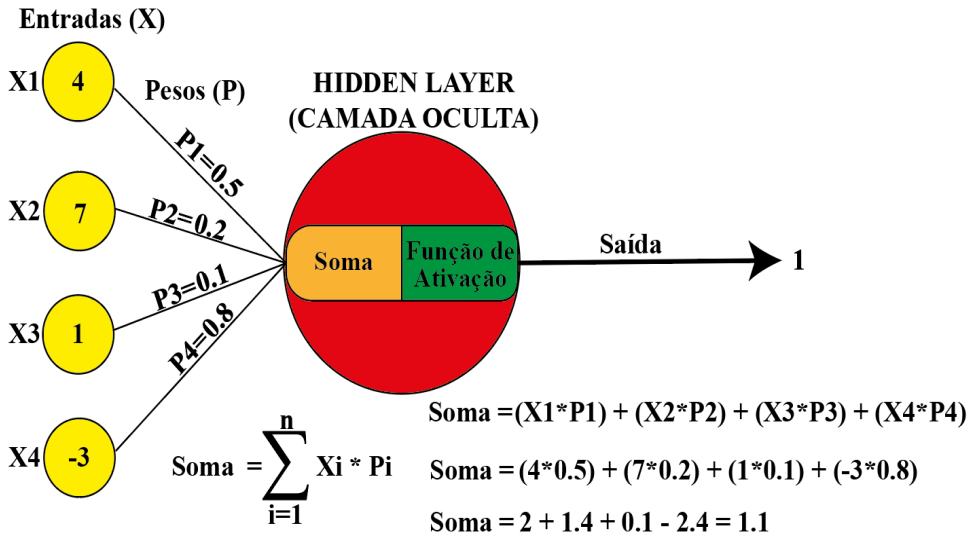 Entradas (X)
X1
4
Pesos (P)
P1=0.5
X2
7
P2=0.2
X3
1
P3=0.1
X4
-3
P4=0.8
HIDDEN LAYER
(CAMADA OCULTA)
Soma
Função de
Ativação
Saída
1
Soma = n ∑ i=1 Xi * Pi
Soma =(X1*P1) + (X2*P2) + (X3*P3) + (X4*P4)
Soma = (4*0.5) + (7*0.2) + (1*0.1) + (-3*0.8)
Soma = 2 + 1.4 + 0.1 - 2.4 = 1.1